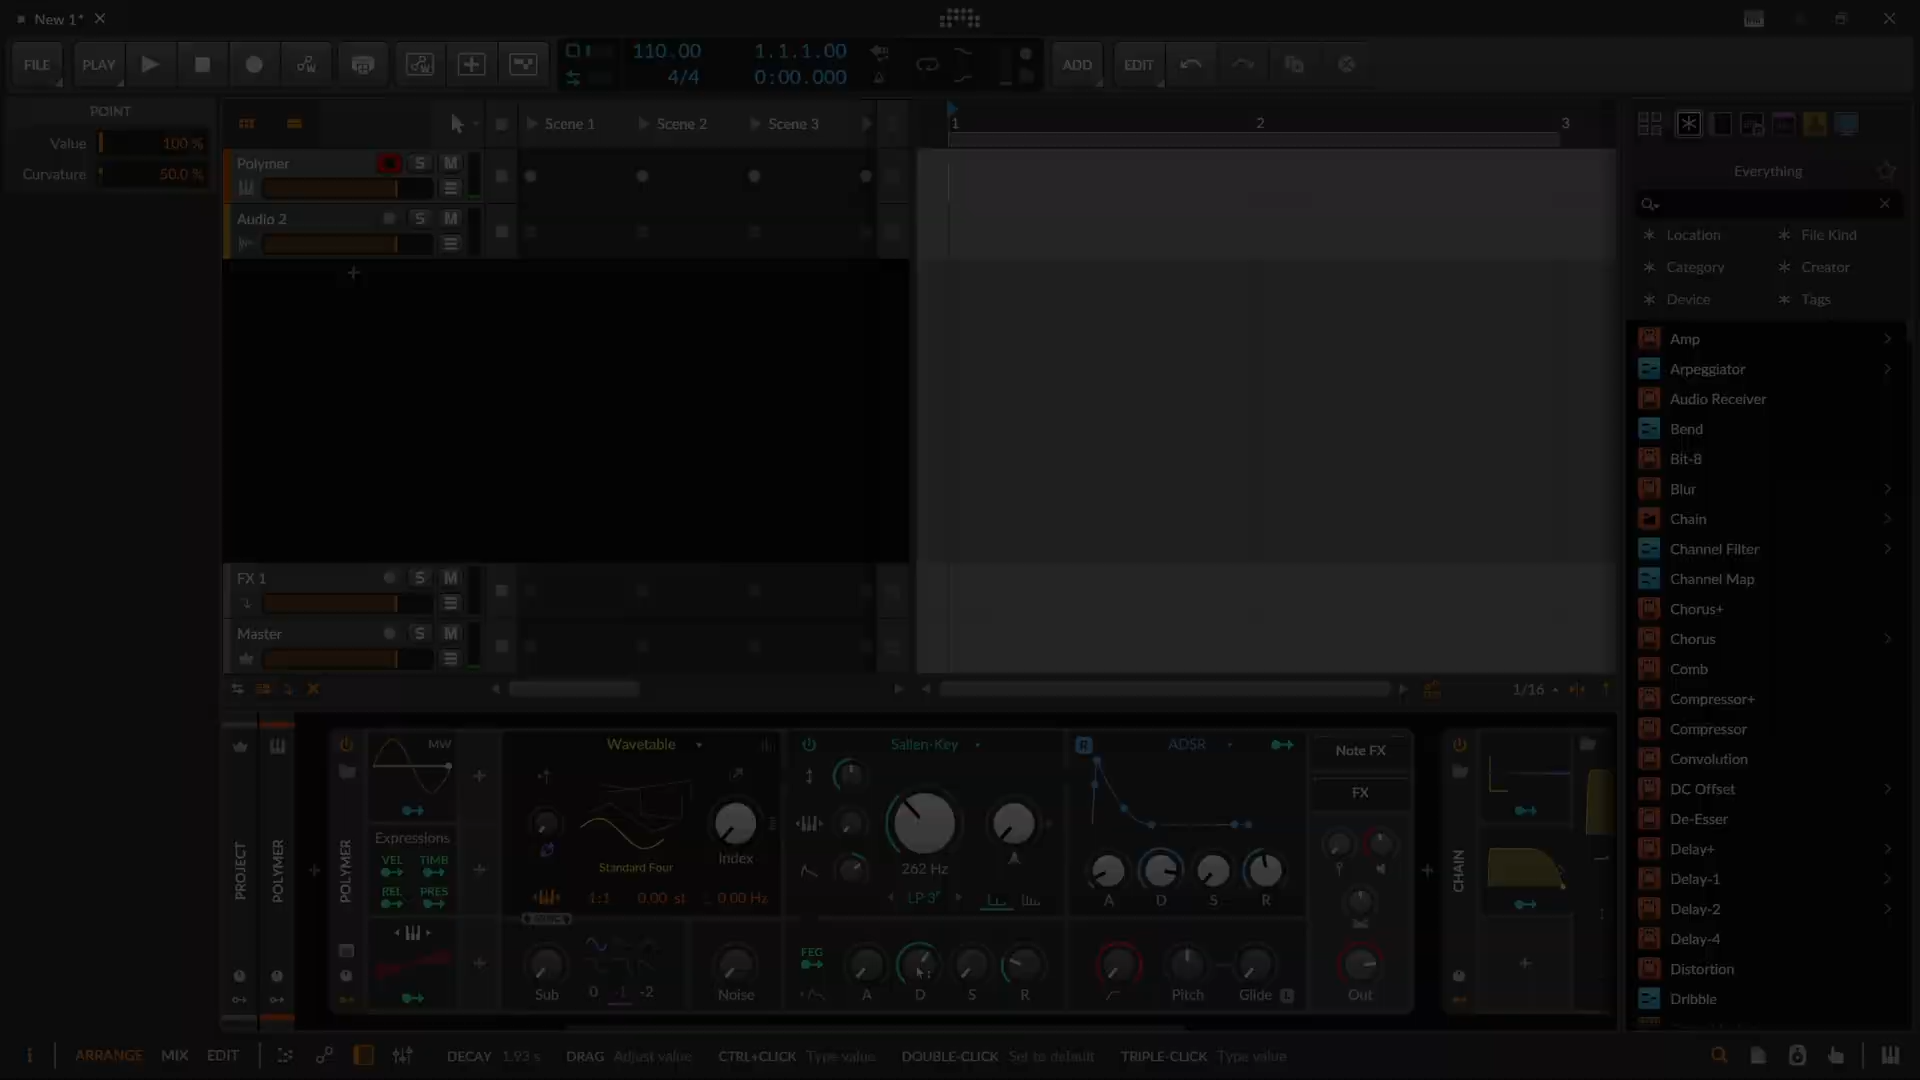 New 1*
FILE
PLAY
110.00
4/4
1.1.1.00
0:00.000
ADD
EDIT
POINT
Value 100 %
Curvature 50.0 %
Scene 1
Scene 2
Scene 3
1
2
3
Polymer
S M
Audio 2
S M
FX 1
S M
Master
S M
1/16
Everything
Location
File Kind
Category
Creator
Device
Tags
Amp
Arpeggiator
Audio Receiver
Bend
Bit-8
Blur
Chain
Channel Filter
Channel Map
Chorus+
Chorus
Comb
Compressor+
Compressor
Convolution
DC Offset
De-Esser
Delay+
Delay-1
Delay-2
Delay-4
Distortion
Dribble
PROJECT
POLYMER
POLYMER
MW
Expressions
VEL TIMB
REL PRES
Wavetable
Index
Standard Four
1:1 0.00 st 0.00 Hz
Sub
0 -1 -2
Noise
Sallen-Key
262 Hz
LP 3
FEG
A D S R
R
ADSR
A D S R
Pitch
Glide L
Note FX
FX
Out
CHAIN
ARRANGE MIX EDIT
DECAY 1.93 s
DRAG Adjust value
CTRL+CLICK Type value
DOUBLE-CLICK Set to default
TRIPLE-CLICK Type value